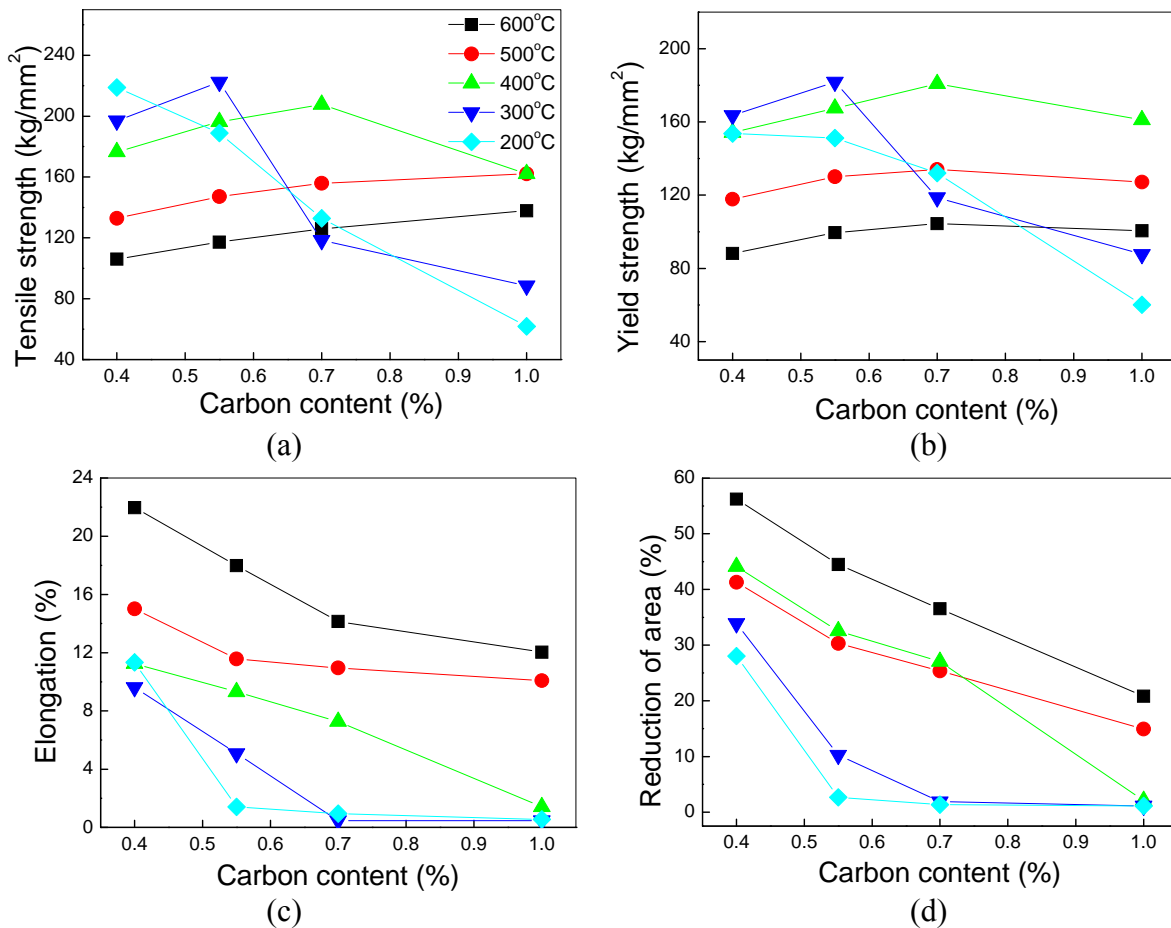 Tensile strength (kg/mm²)
240
200
160
120
80
40
0.4 0.5 0.6 0.7 0.8 0.9 1.0
Carbon content (%)
600°C
500°C
400°C
300°C
200°C
(a)
Yield strength (kg/mm²)
200
160
120
80
40
0.4 0.5 0.6 0.7 0.8 0.9 1.0
Carbon content (%)
(b)
Elongation (%)
24
20
16
12
8
4
0
0.4 0.5 0.6 0.7 0.8 0.9 1.0
Carbon content (%)
(c)
Reduction of area (%)
60
50
40
30
20
10
0
0.4 0.5 0.6 0.7 0.8 0.9 1.0
Carbon content (%)
(d)